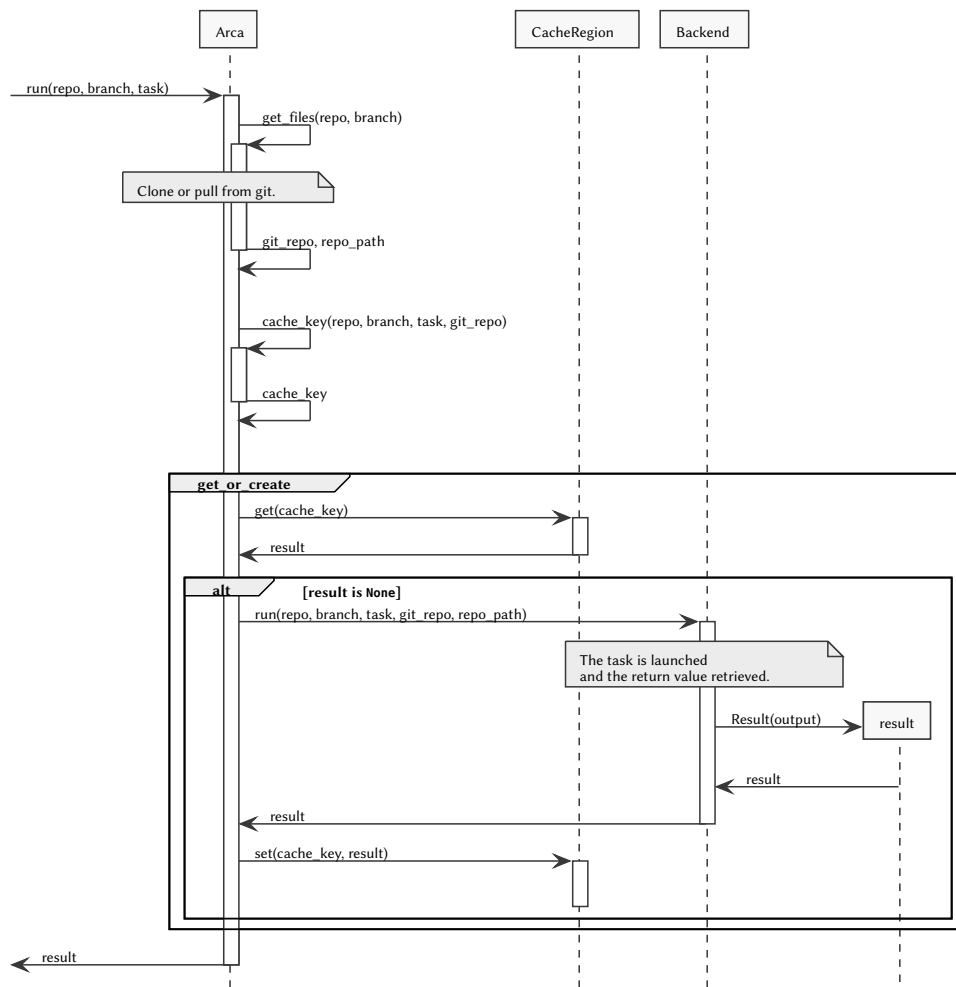 Arca
CacheRegion
Backend
run(repo, branch, task)
get_files(repo, branch)
Clone or pull from git.
git_repo, repo_path
cache_key(repo, branch, task, git_repo)
cache_key
get_or_create
get(cache_key)
result
alt
[result is None]
run(repo, branch, task, git_repo, repo_path)
The task is launched
and the return value retrieved.
Result(output)
result
result
result
set(cache_key, result)
result